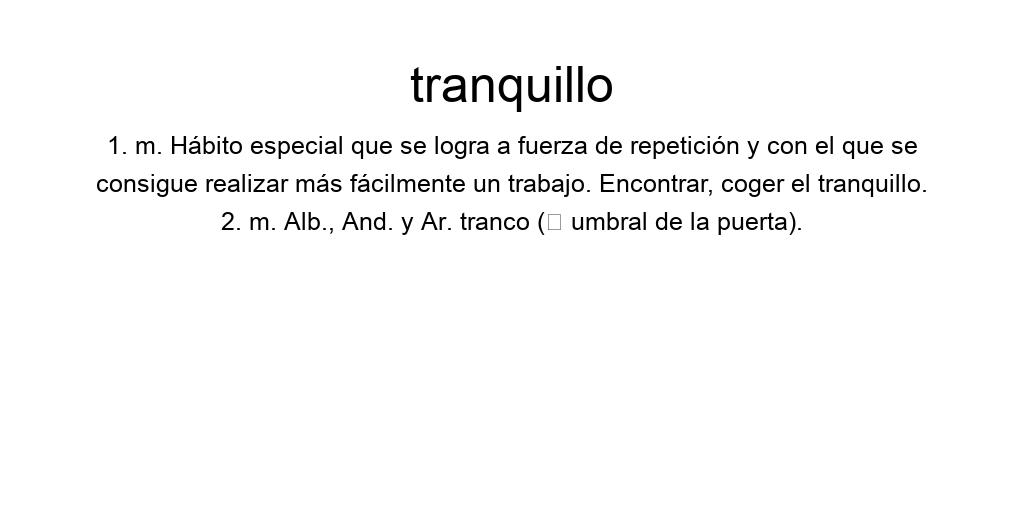 tranquillo
1. m. Hábito especial que se logra a fuerza de repetición y con el que se
consigue realizar más fácilmente un trabajo. Encontrar, coger el tranquillo.
2. m. Alb., And. y Ar. tranco (□ umbral de la puerta).